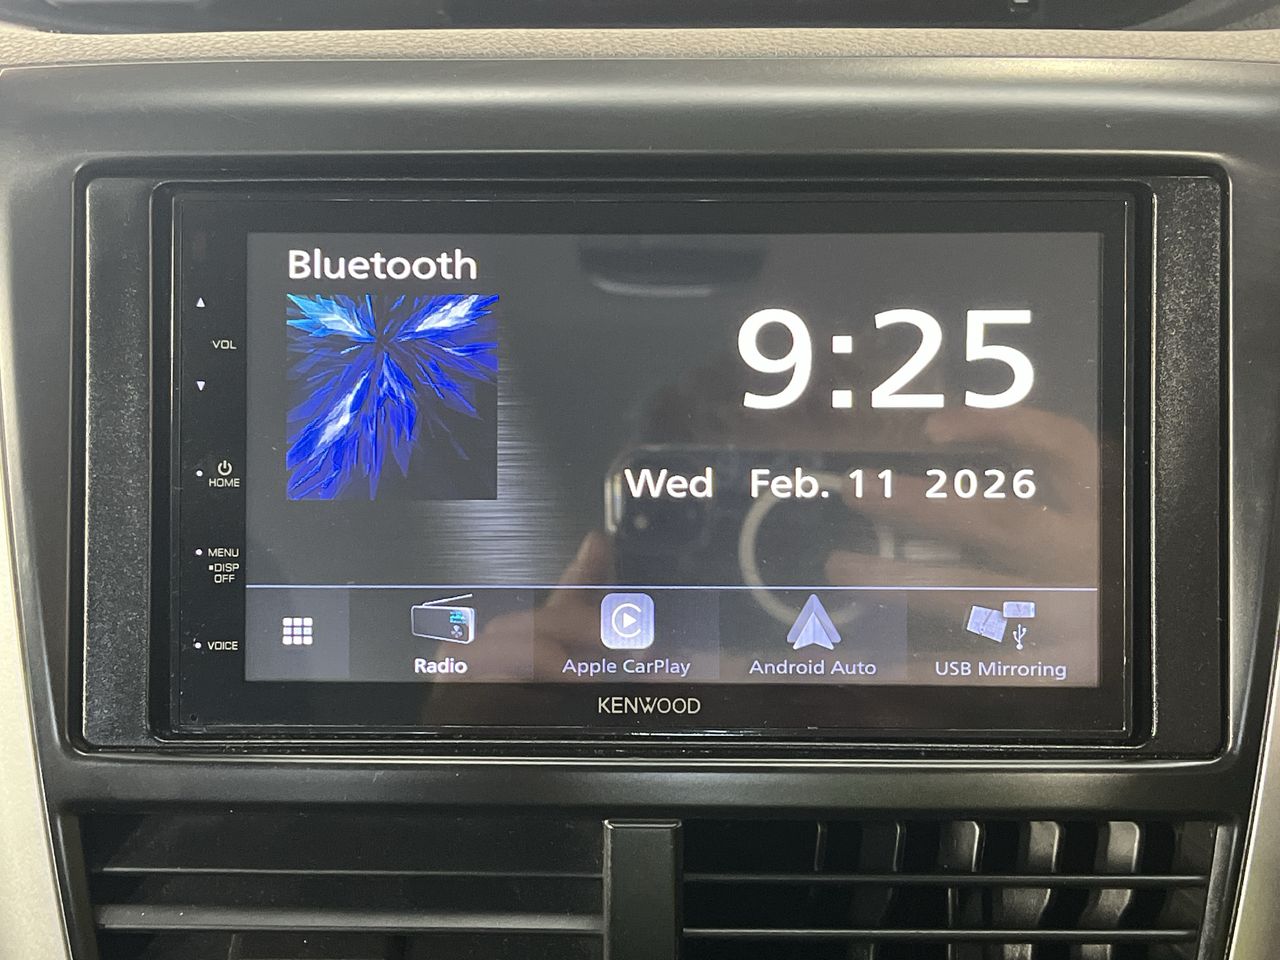 Bluetooth
9:25
Wed Feb. 11 2026
VOL
HOME
MENU
▪DISP
OFF
VOICE
Radio
Apple CarPlay
Android Auto
USB Mirroring
KENWOOD